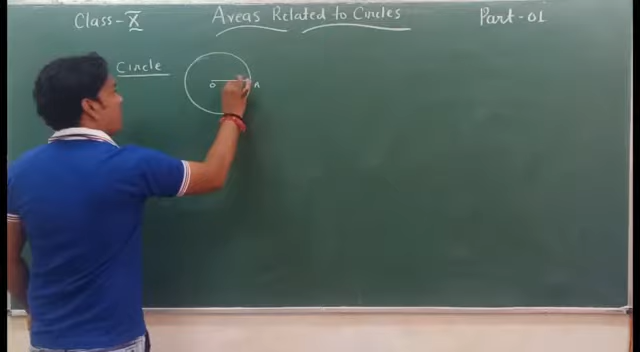 Class-X Areas Related to Circles Part-01
Circle
O A